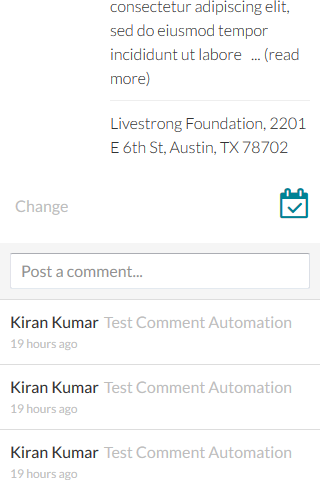 consectetur adipiscing elit,
sed do eiusmod tempor
incididunt ut labore ... (read
more)
Livestrong Foundation, 2201
E 6th St, Austin, TX 78702
Change
Post a comment...
Kiran Kumar Test Comment Automation
19 hours ago
Kiran Kumar Test Comment Automation
19 hours ago
Kiran Kumar Test Comment Automation
19 hours ago